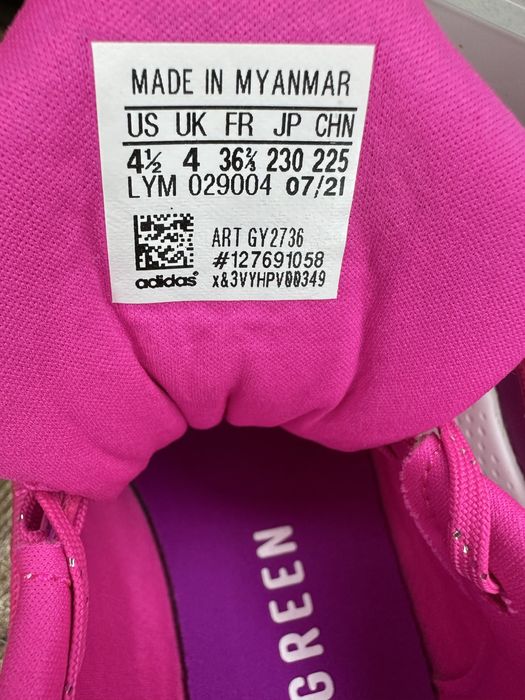 MADE IN MYANMAR
US UK FR JP CHN
4½ 4 36⅔ 230 225
LYM 029004 07/21
ART GY2736
#127691058
adidas x&3VYHPV00349
GREEN